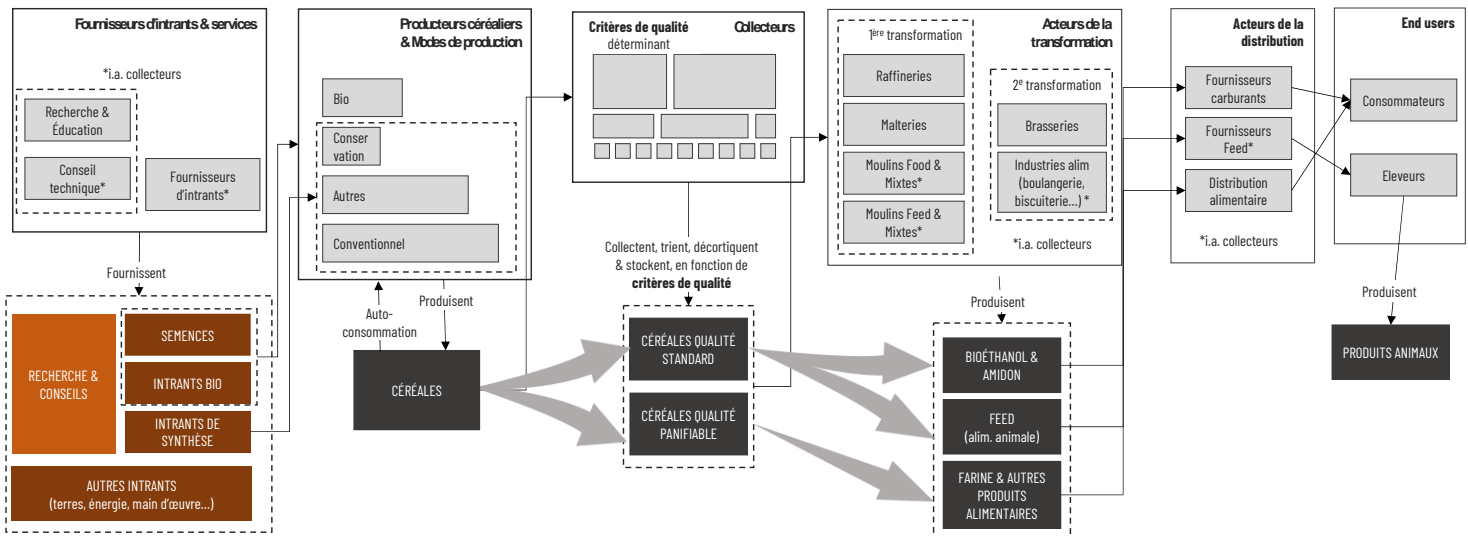 Fournisseurs d'intrants & services
*i.a. collecteurs
Recherche &
Éducation
Conseil
technique*
Fournisseurs
d'intrants*
Fournissent
RECHERCHE &
CONSEILS
SEMENCES
INTRANTS BIO
INTRANTS DE
SYNTHÈSE
AUTRES INTRANTS
(terres, énergie, main d'œuvre…)
Producteurs céréaliers
& Modes de production
Bio
Conser
vation
Autres
Conventionnel
Auto-
consommation
Produisent
CÉRÉALES
Critères de qualité
déterminant
Collecteurs
Collectent, trient, décortiquent
& stockent, en fonction de
critères de qualité
CÉRÉALES QUALITÉ
STANDARD
CÉRÉALES QUALITÉ
PANIFIABLE
Acteurs de la
transformation
1ère transformation
Raffineries
Malteries
Moulins Food &
Mixtes*
Moulins Feed &
Mixtes*
2e transformation
Brasseries
Industries alim
(boulangerie,
biscuiterie…) *
*i.a. collecteurs
Produisent
BIOÉTHANOL &
AMIDON
FEED
(alim. animale)
FARINE & AUTRES
PRODUITS
ALIMENTAIRES
Acteurs de la
distribution
Fournisseurs
carburants
Fournisseurs
Feed*
Distribution
alimentaire
*i.a. collecteurs
End users
Consommateurs
Eleveurs
Produisent
PRODUITS ANIMAUX